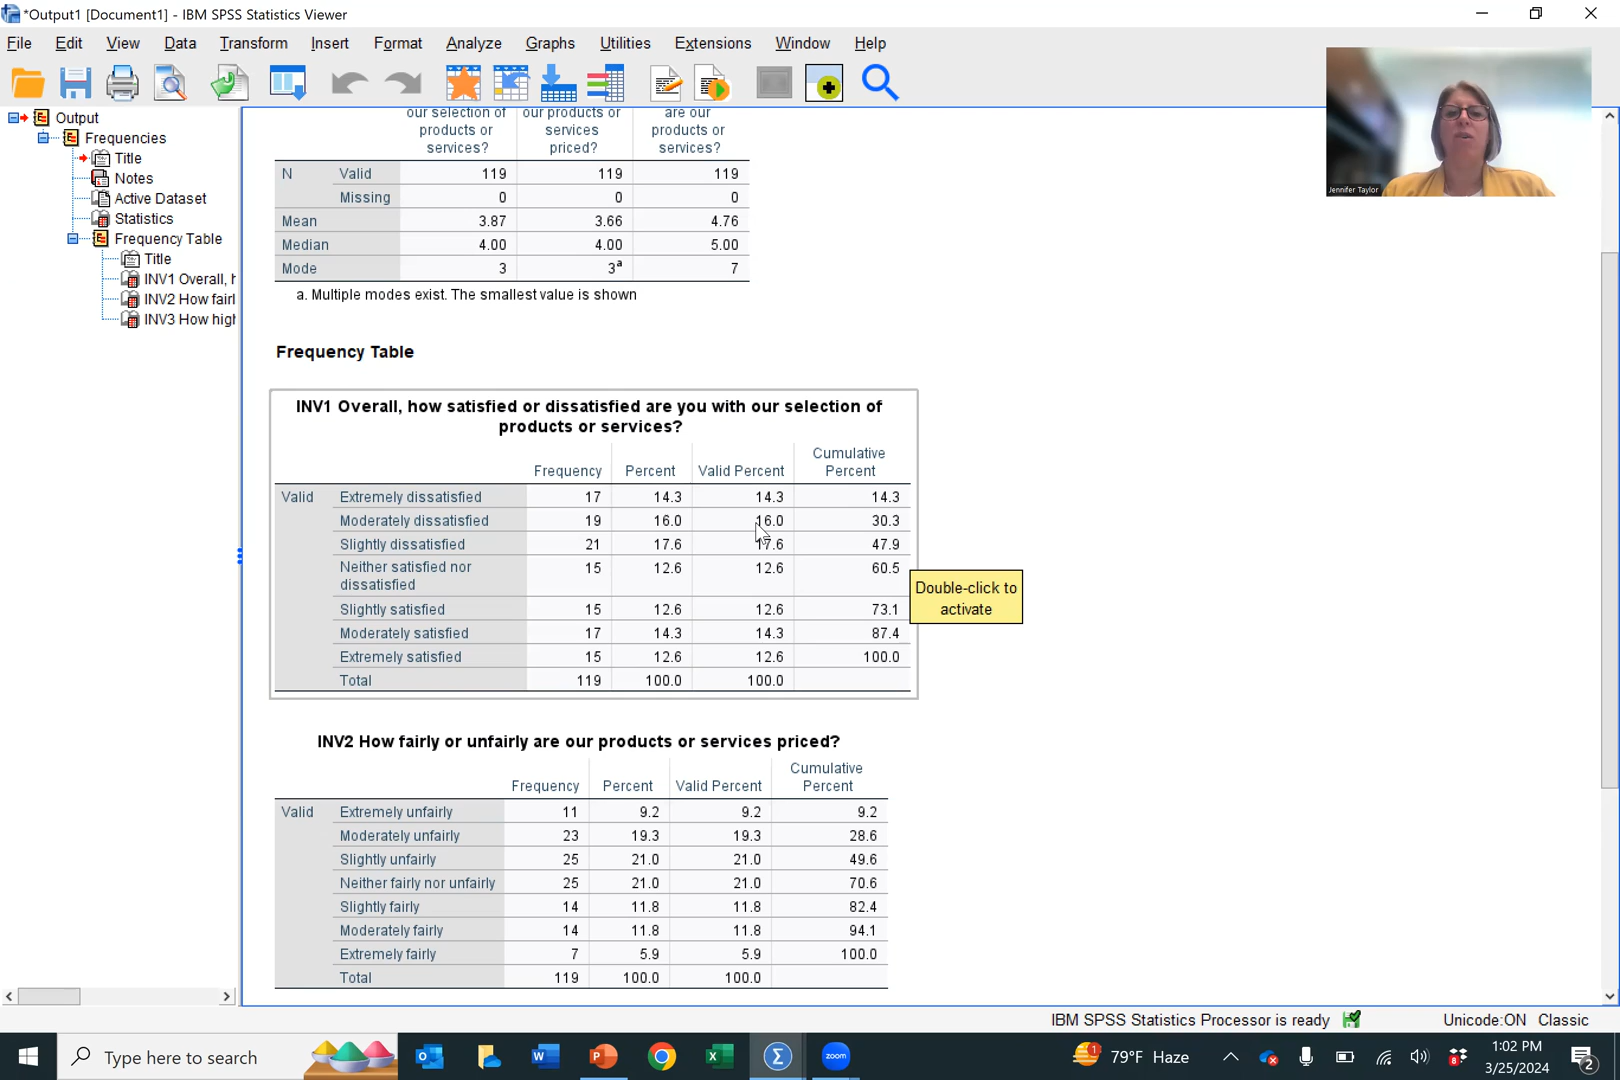 *Output1 [Document1] - IBM SPSS Statistics Viewer
File Edit View Data Transform Insert Format Analyze Graphs Utilities Extensions Window Help
Jennifer Taylor
Output
Frequencies
Title
Notes
Active Dataset
Statistics
Frequency Table
Title
INV1 Overall, h
INV2 How fairl
INV3 How high
our selection of our products or are our
products or services products or
services? priced? services?
N Valid 119 119 119
Missing 0 0 0
Mean 3.87 3.66 4.76
Median 4.00 4.00 5.00
Mode 3 3a 7
a. Multiple modes exist. The smallest value is shown
Frequency Table
INV1 Overall, how satisfied or dissatisfied are you with our selection of
products or services?
Cumulative
Frequency Percent Valid Percent Percent
Valid Extremely dissatisfied 17 14.3 14.3 14.3
Moderately dissatisfied 19 16.0 16.0 30.3
Slightly dissatisfied 21 17.6 17.6 47.9
Neither satisfied nor 15 12.6 12.6 60.5
dissatisfied
Slightly satisfied 15 12.6 12.6 73.1
Moderately satisfied 17 14.3 14.3 87.4
Extremely satisfied 15 12.6 12.6 100.0
Total 119 100.0 100.0
Double-click to
activate
INV2 How fairly or unfairly are our products or services priced?
Cumulative
Frequency Percent Valid Percent Percent
Valid Extremely unfairly 11 9.2 9.2 9.2
Moderately unfairly 23 19.3 19.3 28.6
Slightly unfairly 25 21.0 21.0 49.6
Neither fairly nor unfairly 25 21.0 21.0 70.6
Slightly fairly 14 11.8 11.8 82.4
Moderately fairly 14 11.8 11.8 94.1
Extremely fairly 7 5.9 5.9 100.0
Total 119 100.0 100.0
IBM SPSS Statistics Processor is ready Unicode:ON Classic
Type here to search
zoom
79°F Haze
1:02 PM
3/25/2024
2